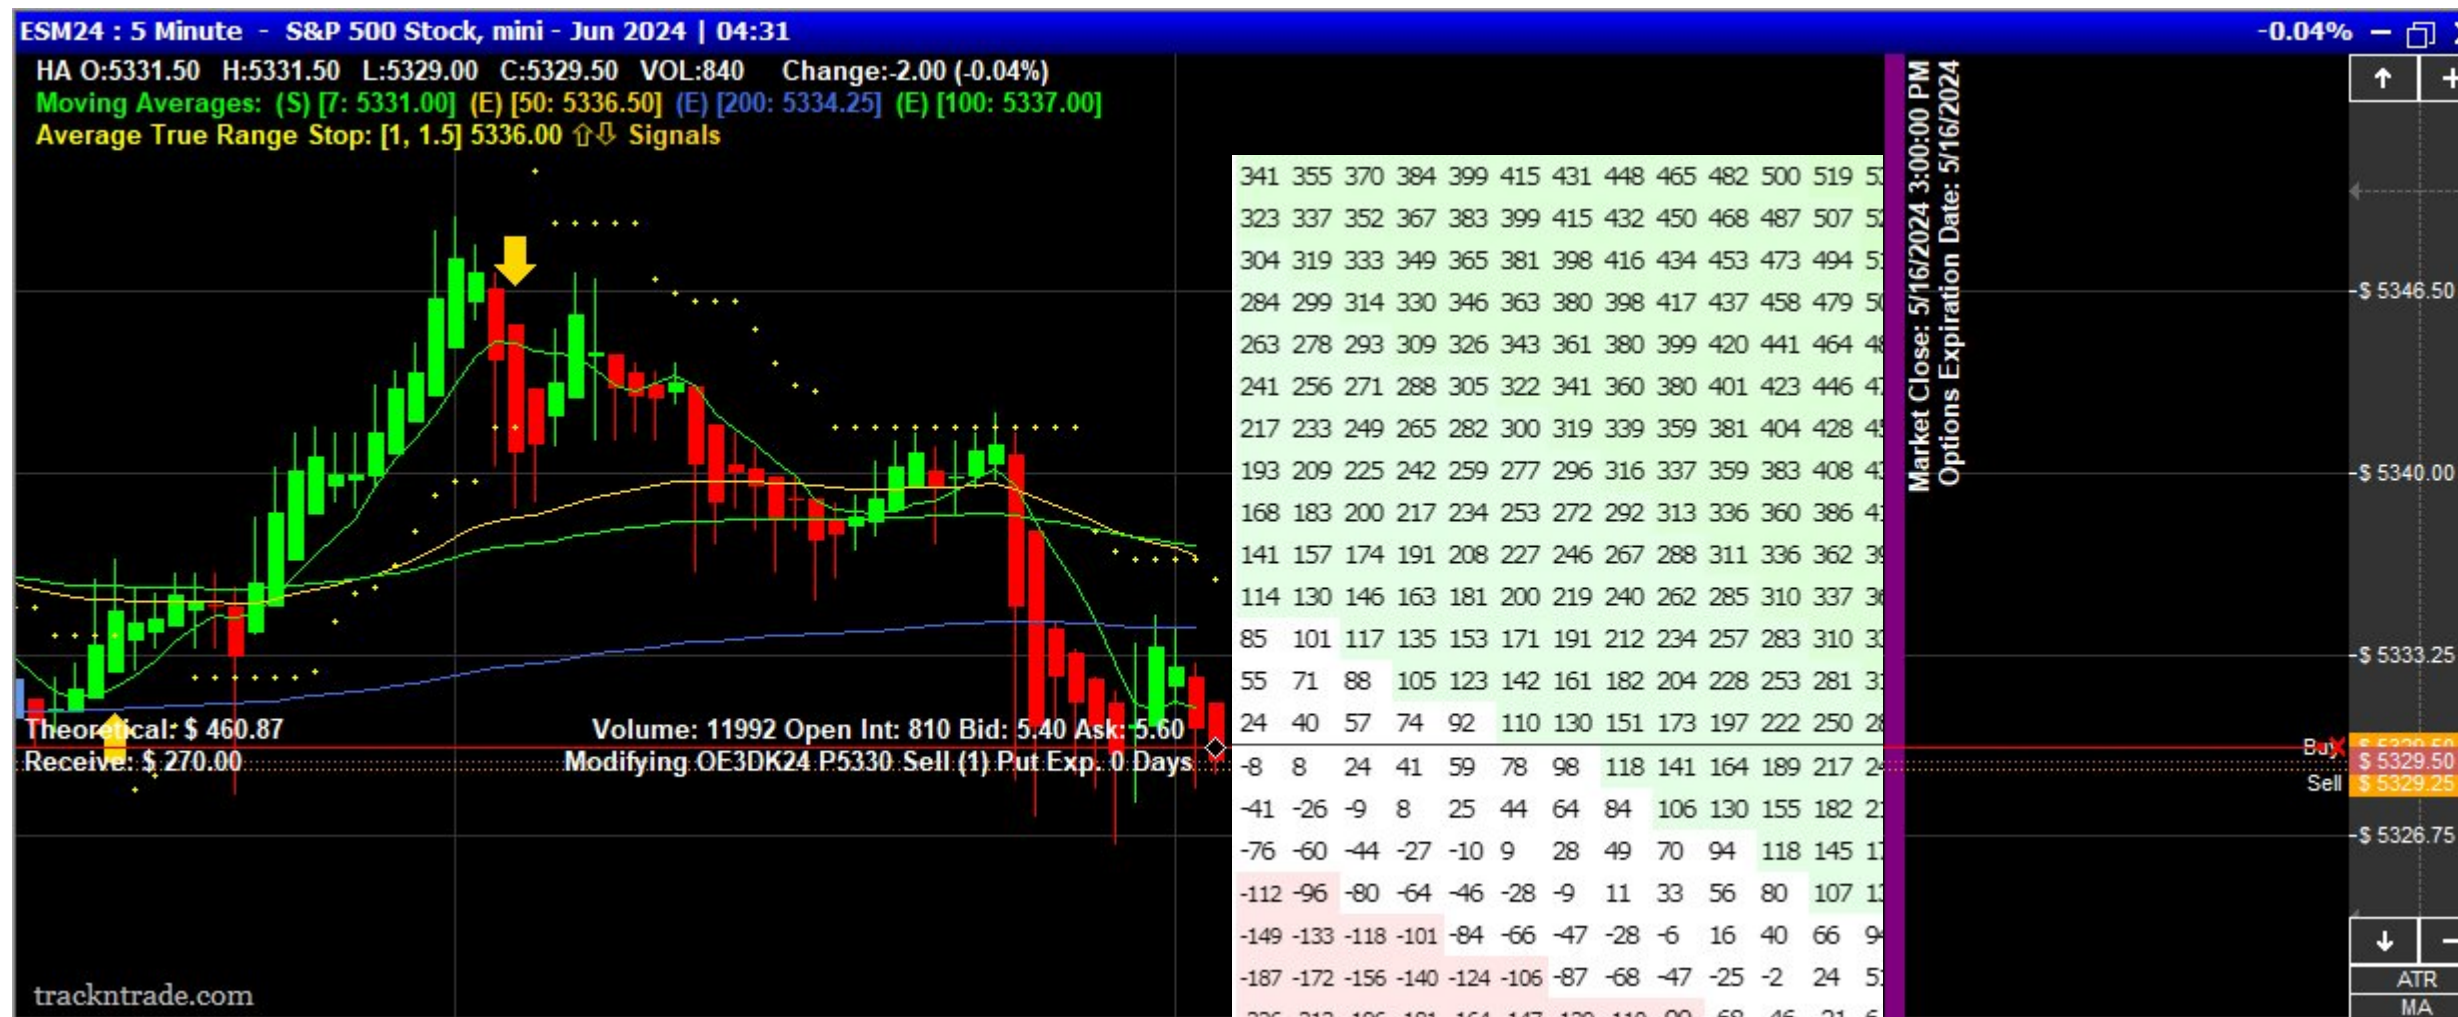 ESM24 : 5 Minute - S&P 500 Stock, mini - Jun 2024 | 04:31 -0.04%
HA O:5331.50 H:5331.50 L:5329.00 C:5329.50 VOL:840 Change:-2.00 (-0.04%)
Moving Averages: (S) [7: 5331.00] (E) [50: 5336.50] (E) [200: 5334.25] (E) [100: 5337.00]
Average True Range Stop: [1, 1.5] 5336.00 ⇧⇩ Signals
341 355 370 384 399 415 431 448 465 482 500 519
323 337 352 367 383 399 415 432 450 468 487 507
304 319 333 349 365 381 398 416 434 453 473 494
284 299 314 330 346 363 380 398 417 437 458 479
263 278 293 309 326 343 361 380 399 420 441 464
241 256 271 288 305 322 341 360 380 401 423 446
217 233 249 265 282 300 319 339 359 381 404 428
193 209 225 242 259 277 296 316 337 359 383 408
168 183 200 217 234 253 272 292 313 336 360 386
141 157 174 191 208 227 246 267 288 311 336 362
114 130 146 163 181 200 219 240 262 285 310 337
85 101 117 135 153 171 191 212 234 257 283 310
55 71 88 105 123 142 161 182 204 228 253 281
24 40 57 74 92 110 130 151 173 197 222 250
-8 8 24 41 59 78 98 118 141 164 189 217
-41 -26 -9 8 25 44 64 84 106 130 155 182
-76 -60 -44 -27 -10 9 28 49 70 94 118 145
-112 -96 -80 -64 -46 -28 -9 11 33 56 80 107
-149 -133 -118 -101 -84 -66 -47 -28 -6 16 40 66
-187 -172 -156 -140 -124 -106 -87 -68 -47 -25 -2 24
Market Close: 5/16/2024 3:00:00 PM
Options Expiration Date: 5/16/2024
$ 5346.50
$ 5340.00
$ 5333.25
Theoretical: $ 460.87 Volume: 11992 Open Int: 810 Bid: 5.40 Ask: 5.60
Receive: $ 270.00 Modifying OE3DK24 P5330 Sell (1) Put Exp. 0 Days
Buy
$ 5329.50
Sell $ 5329.25
$ 5326.75
trackntrade.com
ATR
MA